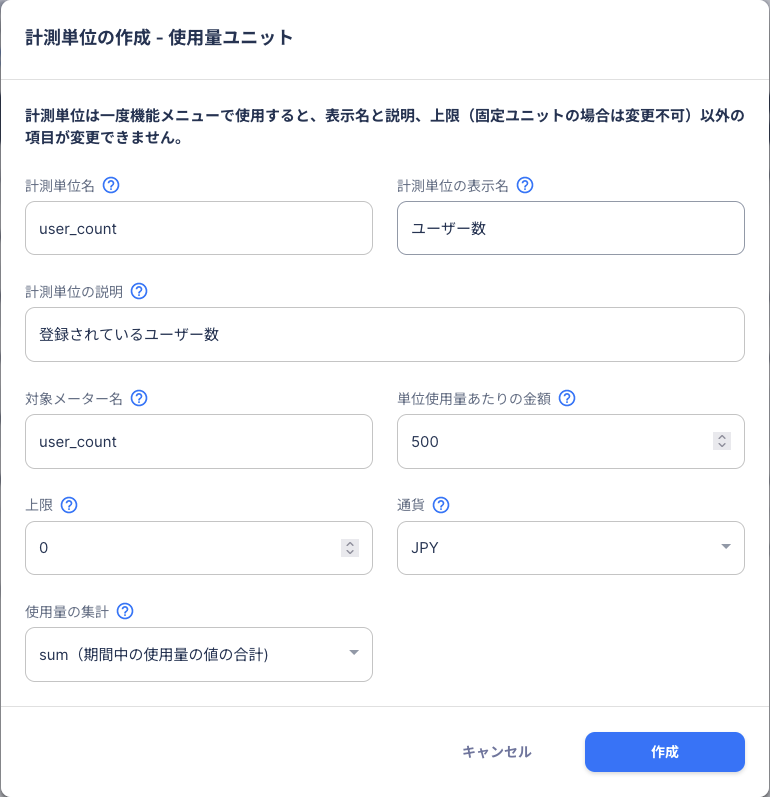 計測単位の作成 - 使用量ユニット
計測単位は一度機能メニューで使用すると、表示名と説明、上限（固定ユニットの場合は変更不可）以外の
項目が変更できません。
計測単位名 ?
計測単位の表示名 ?
user_count
ユーザー数
計測単位の説明 ?
登録されているユーザー数
対象メーター名 ?
単位使用量あたりの金額 ?
user_count
500
上限 ?
通貨 ?
0
JPY
使用量の集計 ?
sum（期間中の使用量の値の合計)
キャンセル
作成